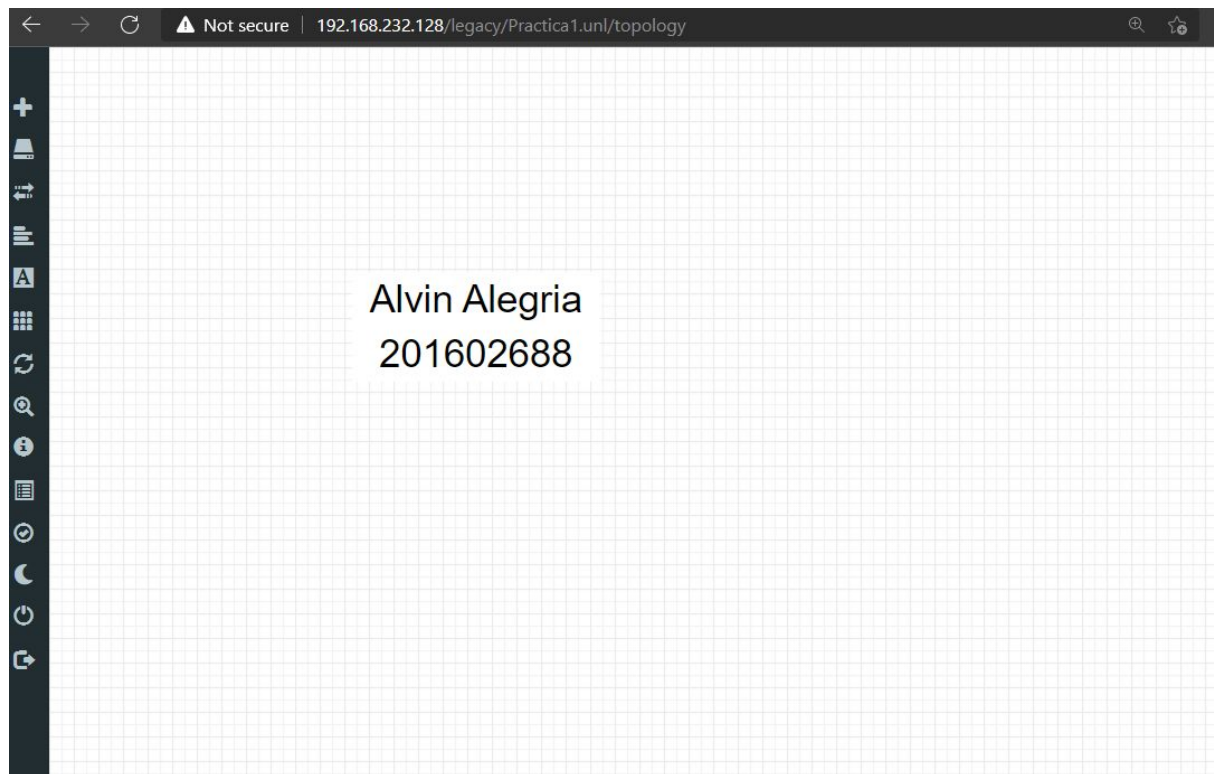 Not secure | 192.168.232.128/legacy/Practica1.unl/topology
A
Alvin Alegria
201602688